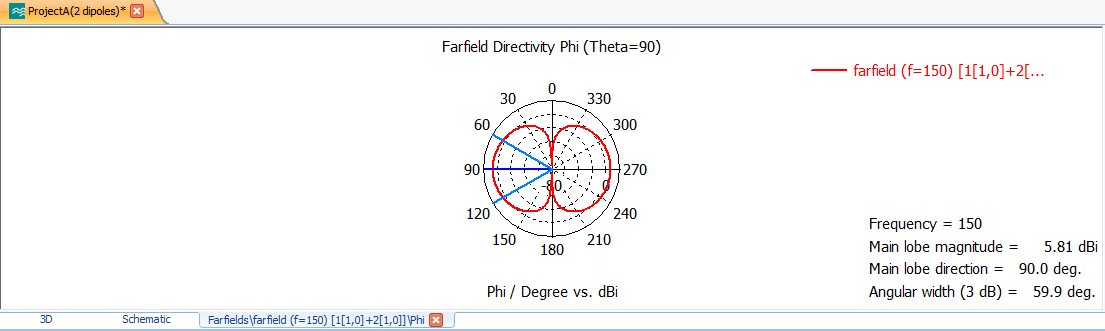 ProjectA(2 dipoles)*
Farfield Directivity Phi (Theta=90)
farfield (f=150) [1[1,0]+2[...
0
30
330
60
300
90
270
-80
0
120
240
150
210
180
Frequency = 150
Main lobe magnitude = 5.81 dBi
Main lobe direction = 90.0 deg.
Angular width (3 dB) = 59.9 deg.
Phi / Degree vs. dBi
3D
Schematic
Farfields\farfield (f=150) [1[1,0]+2[1,0]]\Phi